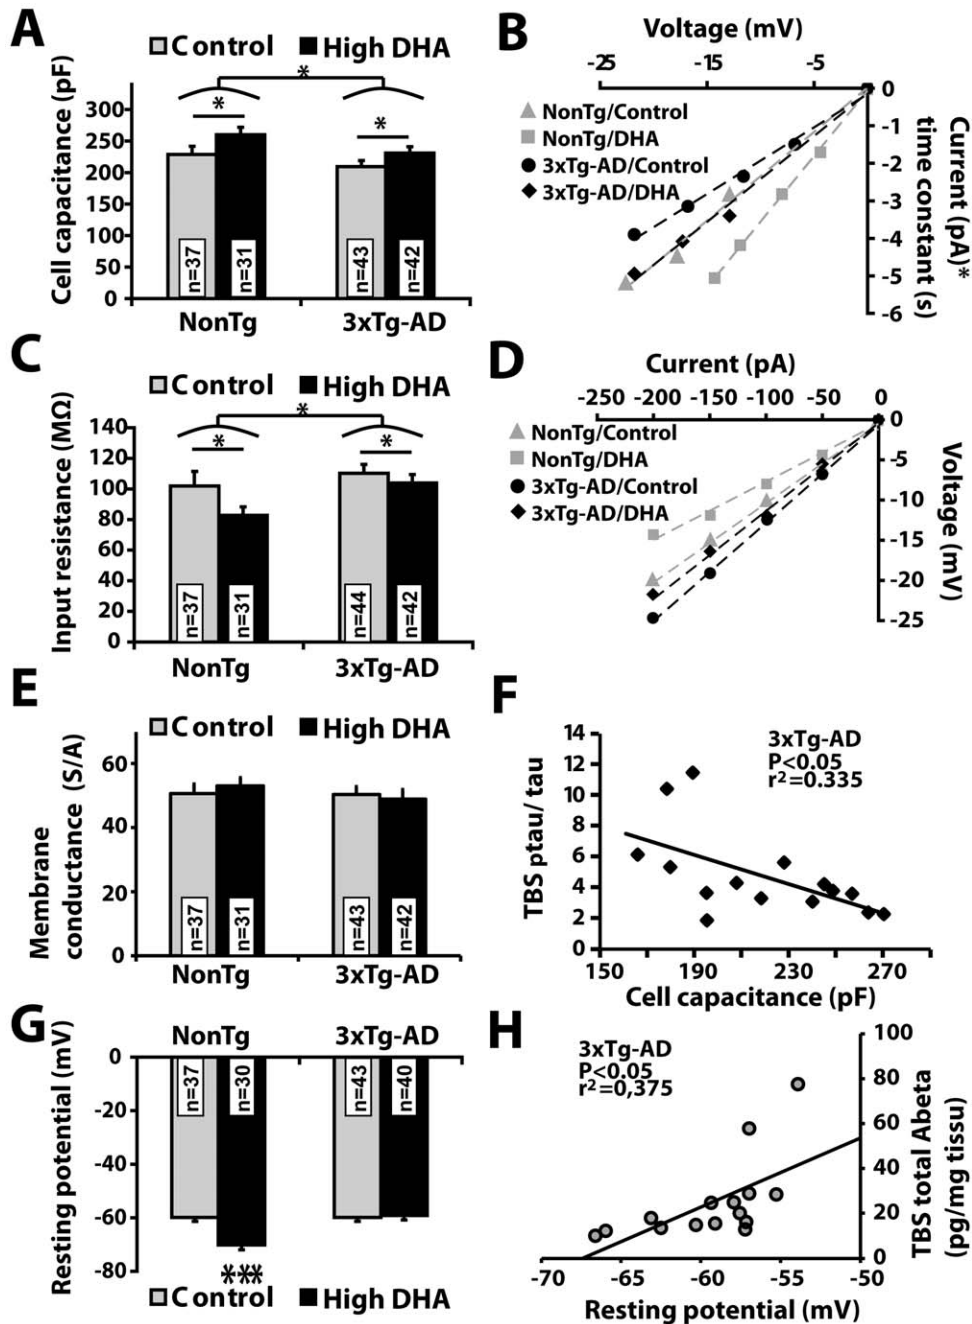 A
Control High DHA
*
* *
Cell capacitance (pF)
300
250
200
150
100
50
0
n=37 n=31 n=43 n=42
NonTg 3xTg-AD
B
Voltage (mV)
-25 -15 -5
0
-1
-2
-3
-4
-5
-6
NonTg/Control
NonTg/DHA
3xTg-AD/Control
3xTg-AD/DHA
Current (pA)*
time constant (s)
C
Control High DHA
*
* *
Input resistance (MΩ)
140
120
100
80
60
40
20
0
n=37 n=31 n=44 n=42
NonTg 3xTg-AD
D
Current (pA)
-250 -200 -150 -100 -50 0
0
-5
-10
-15
-20
-25
NonTg/Control
NonTg/DHA
3xTg-AD/Control
3xTg-AD/DHA
Voltage (mV)
E
Control High DHA
Membrane
conductance (S/A)
60
40
20
0
n=37 n=31 n=43 n=42
NonTg 3xTg-AD
F
3xTg-AD
P<0.05
r²=0.335
TBS ptau/ tau
14
12
10
8
6
4
2
0
150 190 230 270
Cell capacitance (pF)
G
NonTg 3xTg-AD
Resting potential (mV)
0
-20
-40
-60
-80
n=37 n=30 n=43 n=40
***
Control High DHA
H
3xTg-AD
P<0.05
r²=0,375
100
80
60
40
20
0
TBS total Abeta
(pg/mg tissu)
-70 -65 -60 -55 -50
Resting potential (mV)